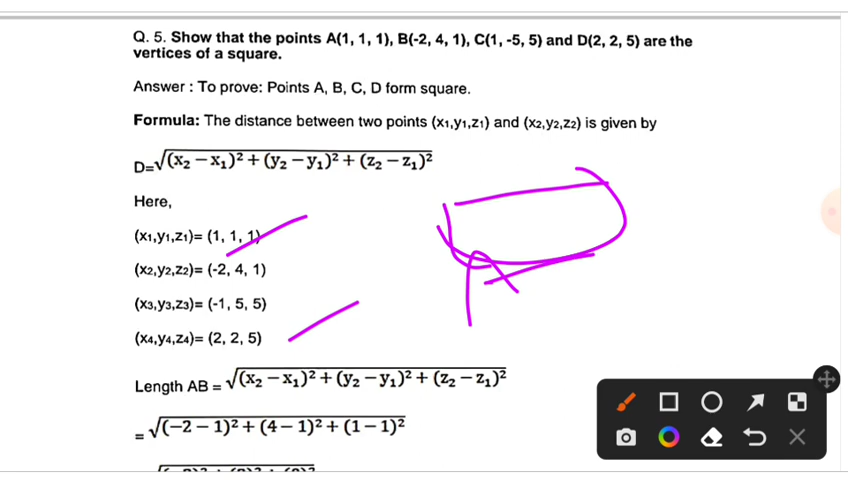 Q. 5. Show that the points A(1, 1, 1), B(-2, 4, 1), C(1, -5, 5) and D(2, 2, 5) are the
vertices of a square.
Answer : To prove: Points A, B, C, D form square.
Formula: The distance between two points (x₁,y₁,z₁) and (x₂,y₂,z₂) is given by
D=√(x₂ – x₁)² + (y₂ – y₁)² + (z₂ – z₁)²
Here,
(x₁,y₁,z₁)= (1, 1, 1)
(x₂,y₂,z₂)= (-2, 4, 1)
(x₃,y₃,z₃)= (-1, 5, 5)
(x₄,y₄,z₄)= (2, 2, 5)
Length AB = √(x₂ – x₁)² + (y₂ – y₁)² + (z₂ – z₁)²
= √(–2 – 1)² + (4 – 1)² + (1 – 1)²